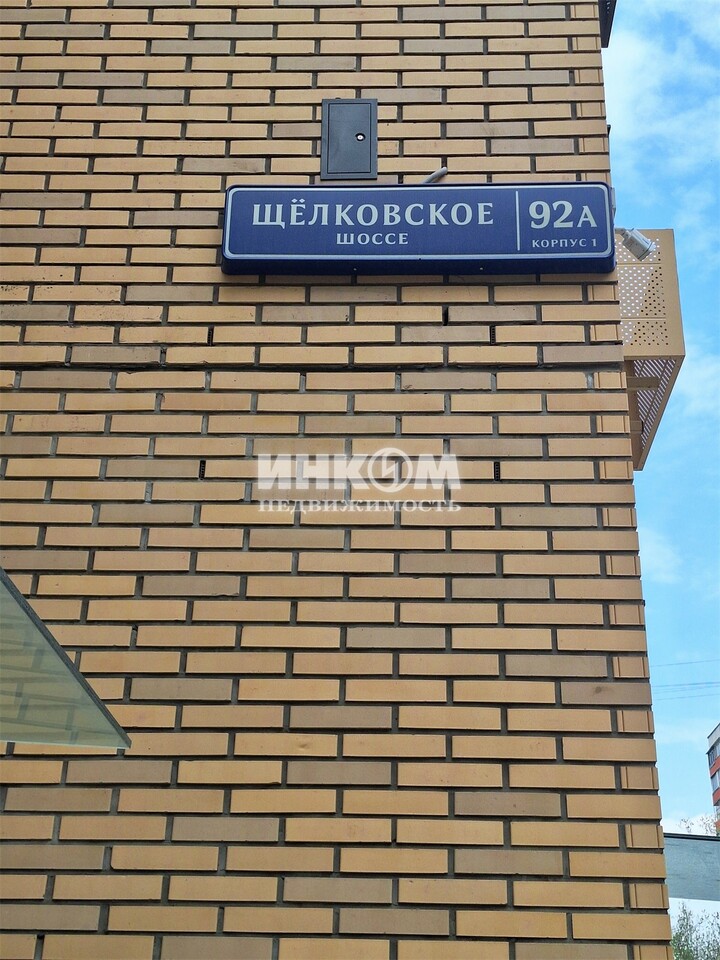 ЩЁЛКОВСКОЕ
ШОССЕ
92А
КОРПУС 1
ИНКОМ
НЕДВИЖИМОСТЬ